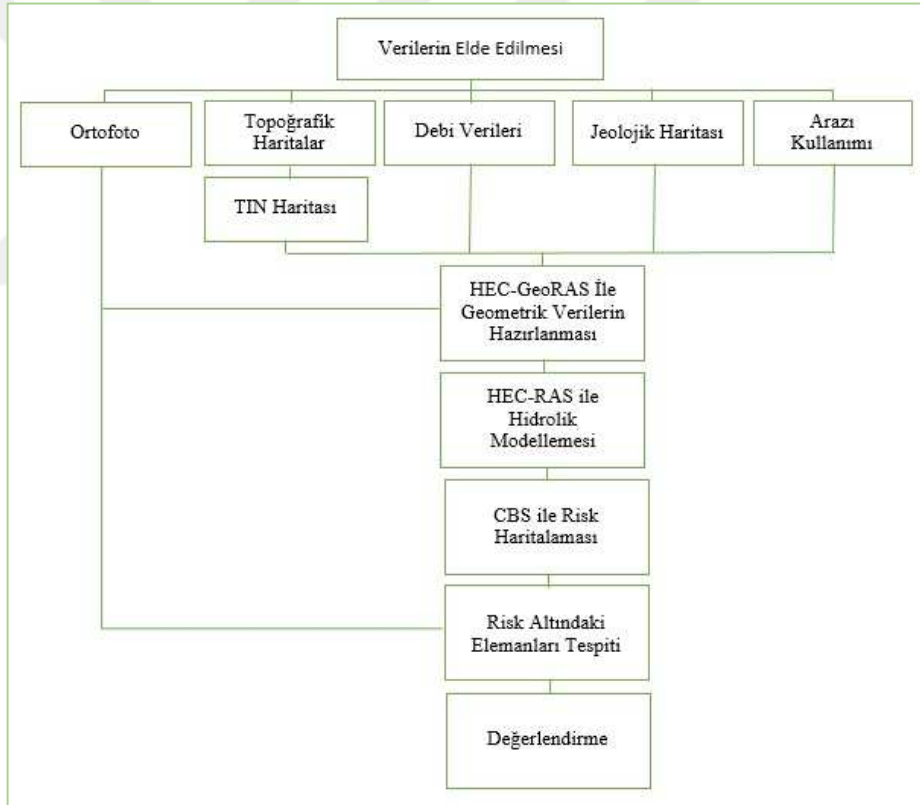 Verilerin Elde Edilmesi
Ortofoto
Topoğrafik
Haritalar
Debi Verileri
Jeolojik Haritası
Arazı
Kullanımı
TIN Haritası
HEC-GeoRAS İle
Geometrik Verilerin
Hazırlanması
HEC-RAS ile
Hidrolik
Modellemesi
CBS ile Risk
Haritalaması
Risk Altındaki
Elemanları Tespiti
Değerlendirme